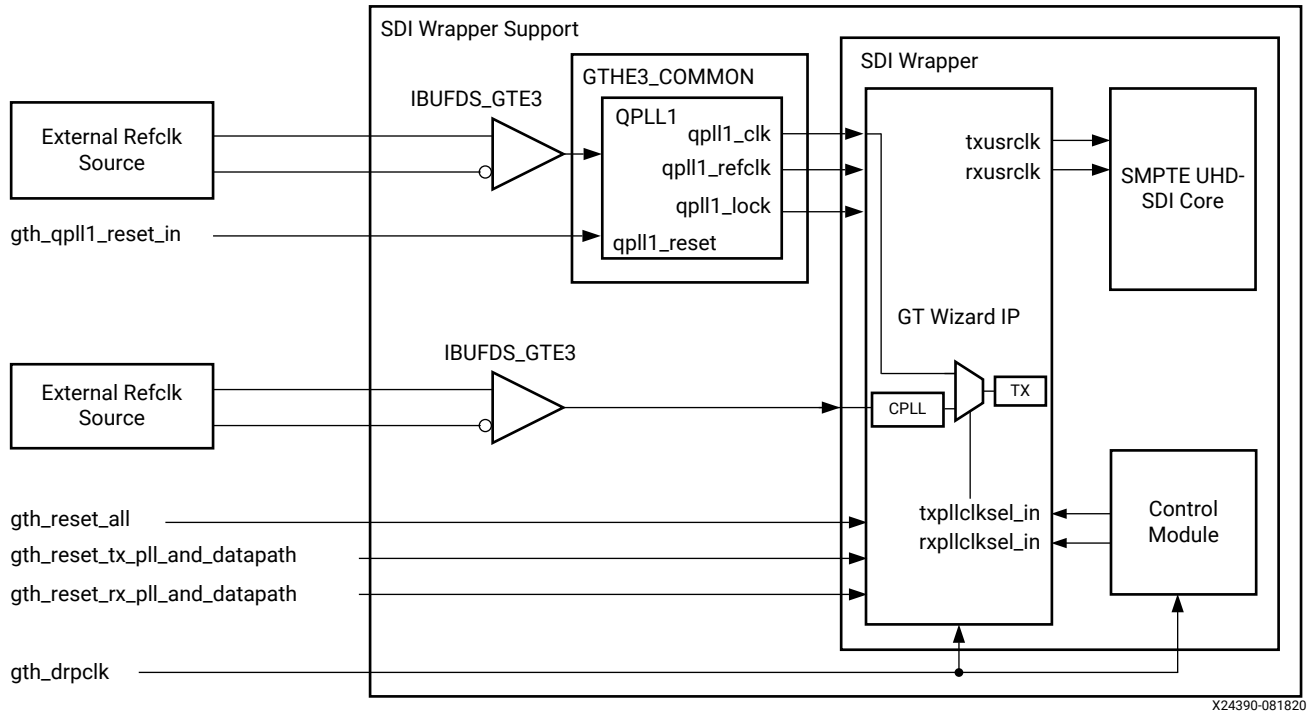 SDI Wrapper Support
SDI Wrapper
GTHE3_COMMON
IBUFDS_GTE3
QPLL1
qpll1_clk
qpll1_refclk
qpll1_lock
qpll1_reset
External Refclk
Source
gth_qpll1_reset_in
txusrclk
rxusrclk
SMPTE UHD-
SDI Core
GT Wizard IP
IBUFDS_GTE3
External Refclk
Source
CPLL
TX
gth_reset_all
gth_reset_tx_pll_and_datapath
gth_reset_rx_pll_and_datapath
txpllclksel_in
rxpllclksel_in
Control
Module
gth_drpclk
X24390-081820